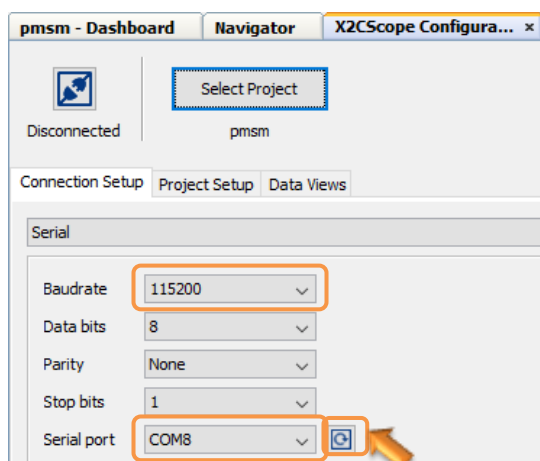 pmsm - Dashboard Navigator X2CScope Configura... ×
Select Project
Disconnected pmsm
Connection Setup Project Setup Data Views
Serial
Baudrate 115200
Data bits 8
Parity None
Stop bits 1
Serial port COM8